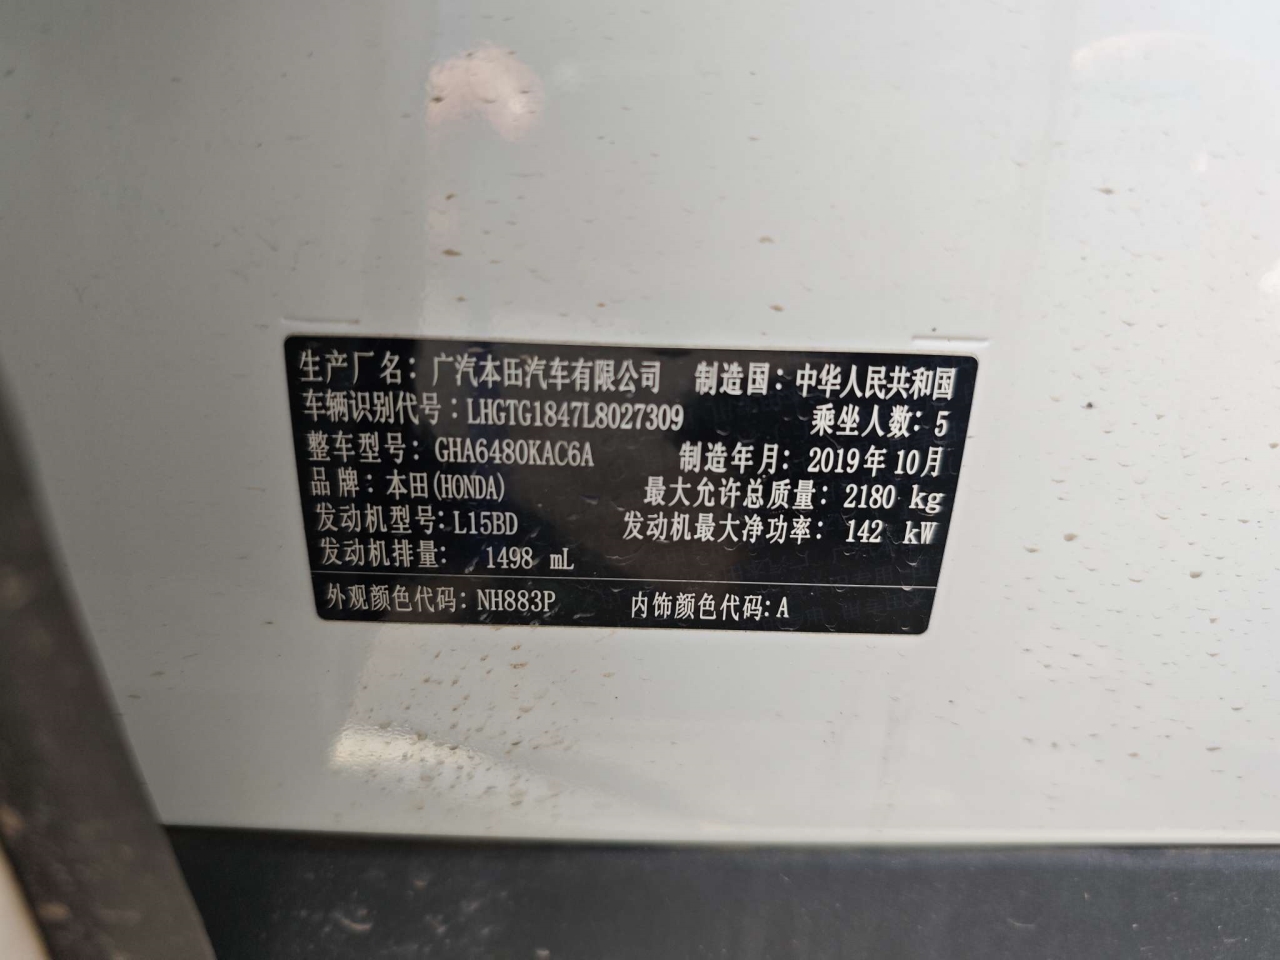 生产厂名：广汽本田汽车有限公司 制造国：中华人民共和国
车辆识别代号：LHGTG1847L8027309 乘坐人数：5
整车型号：GHA6480KAC6A 制造年月：2019年10月
品牌：本田(HONDA) 最大允许总质量：2180 kg
发动机型号：L15BD 发动机最大净功率：142 kW
发动机排量：1498 mL
外观颜色代码：NH883P 内饰颜色代码：A